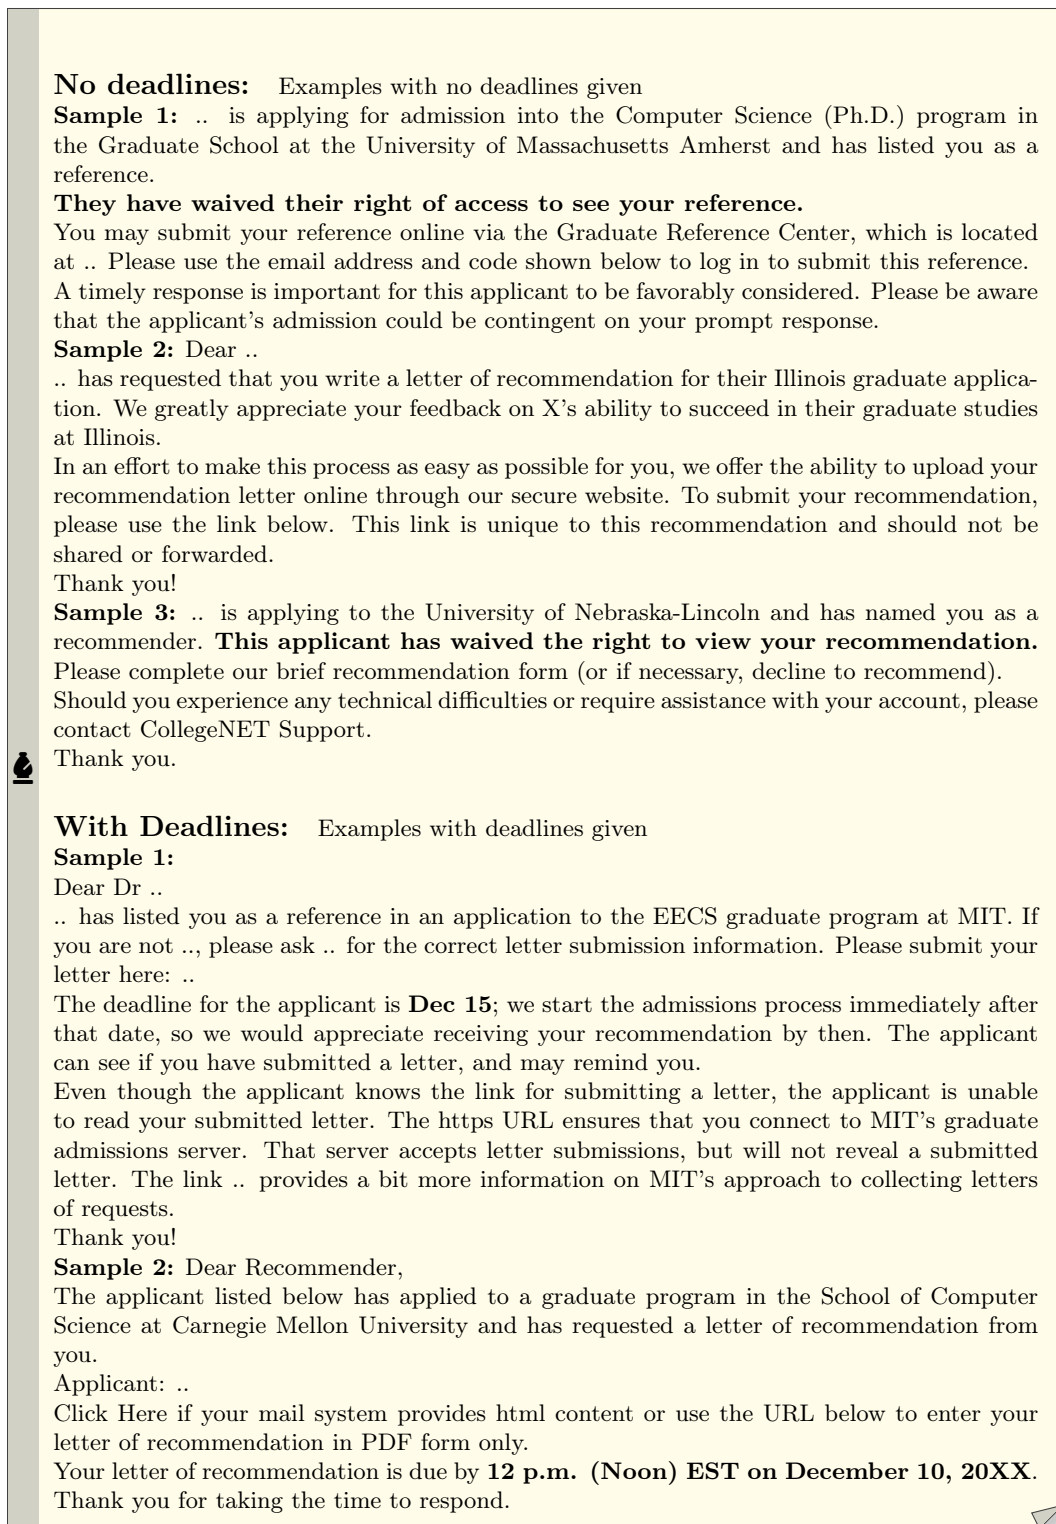 No deadlines: Examples with no deadlines given
Sample 1: .. is applying for admission into the Computer Science (Ph.D.) program in
the Graduate School at the University of Massachusetts Amherst and has listed you as a
reference.
They have waived their right of access to see your reference.
You may submit your reference online via the Graduate Reference Center, which is located
at .. Please use the email address and code shown below to log in to submit this reference.
A timely response is important for this applicant to be favorably considered. Please be aware
that the applicant's admission could be contingent on your prompt response.
Sample 2: Dear ..
.. has requested that you write a letter of recommendation for their Illinois graduate applica-
tion. We greatly appreciate your feedback on X's ability to succeed in their graduate studies
at Illinois.
In an effort to make this process as easy as possible for you, we offer the ability to upload your
recommendation letter online through our secure website. To submit your recommendation,
please use the link below. This link is unique to this recommendation and should not be
shared or forwarded.
Thank you!
Sample 3: .. is applying to the University of Nebraska-Lincoln and has named you as a
recommender. This applicant has waived the right to view your recommendation.
Please complete our brief recommendation form (or if necessary, decline to recommend).
Should you experience any technical difficulties or require assistance with your account, please
contact CollegeNET Support.
Thank you.
With Deadlines: Examples with deadlines given
Sample 1:
Dear Dr ..
.. has listed you as a reference in an application to the EECS graduate program at MIT. If
you are not .., please ask .. for the correct letter submission information. Please submit your
letter here: ..
The deadline for the applicant is Dec 15; we start the admissions process immediately after
that date, so we would appreciate receiving your recommendation by then. The applicant
can see if you have submitted a letter, and may remind you.
Even though the applicant knows the link for submitting a letter, the applicant is unable
to read your submitted letter. The https URL ensures that you connect to MIT's graduate
admissions server. That server accepts letter submissions, but will not reveal a submitted
letter. The link .. provides a bit more information on MIT's approach to collecting letters
of requests.
Thank you!
Sample 2: Dear Recommender,
The applicant listed below has applied to a graduate program in the School of Computer
Science at Carnegie Mellon University and has requested a letter of recommendation from
you.
Applicant: ..
Click Here if your mail system provides html content or use the URL below to enter your
letter of recommendation in PDF form only.
Your letter of recommendation is due by 12 p.m. (Noon) EST on December 10, 20XX.
Thank you for taking the time to respond.